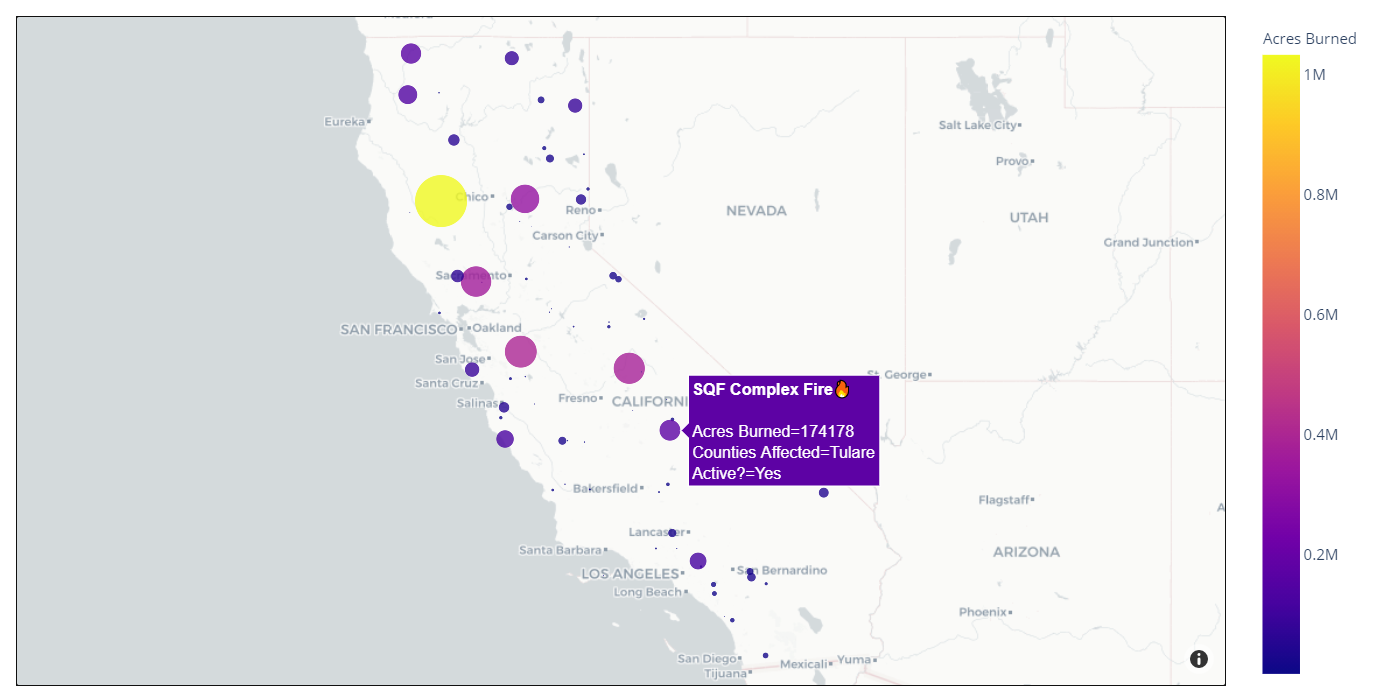 Acres Burned
1M
0.8M
0.6M
0.4M
0.2M
Eureka
Salt Lake City
Provo
Chico
Reno
NEVADA
UTAH
Carson City
Grand Junction
Sacramento
SAN FRANCISCO
Oakland
San Jose
Santa Cruz
St. George
Salinas
Fresno
CALIFORNI
SQF Complex Fire🔥
Acres Burned=174178
Counties Affected=Tulare
Active?=Yes
Bakersfield
Flagstaff
A
Lancaster
Santa Barbara
ARIZONA
LOS ANGELES
San Bernardino
Long Beach
Phoenix
San Diego
Mexicali
Yuma
Tijuana
i